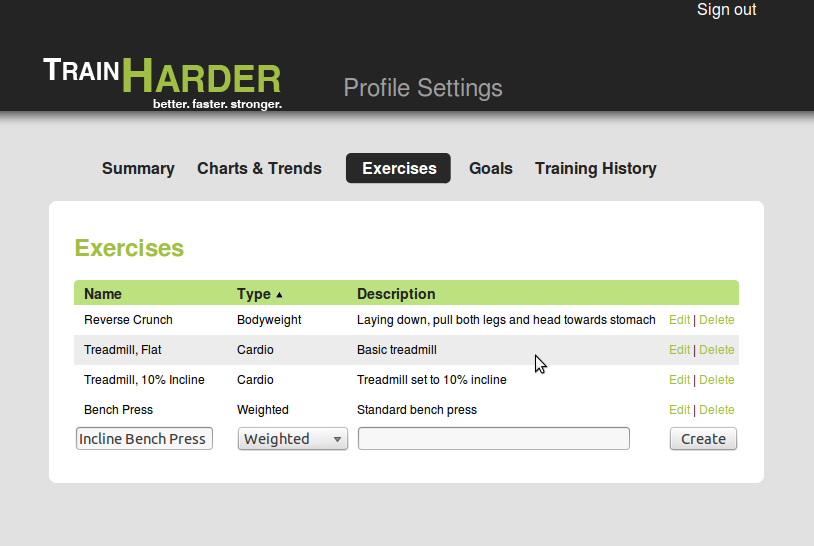 Sign out
TRAINHARDER
better. faster. stronger.
Profile Settings
Summary Charts & Trends Exercises Goals Training History
Exercises
Name Type ▲ Description
Reverse Crunch Bodyweight Laying down, pull both legs and head towards stomach Edit | Delete
Treadmill, Flat Cardio Basic treadmill Edit | Delete
Treadmill, 10% Incline Cardio Treadmill set to 10% incline Edit | Delete
Bench Press Weighted Standard bench press Edit | Delete
Incline Bench Press Weighted Create